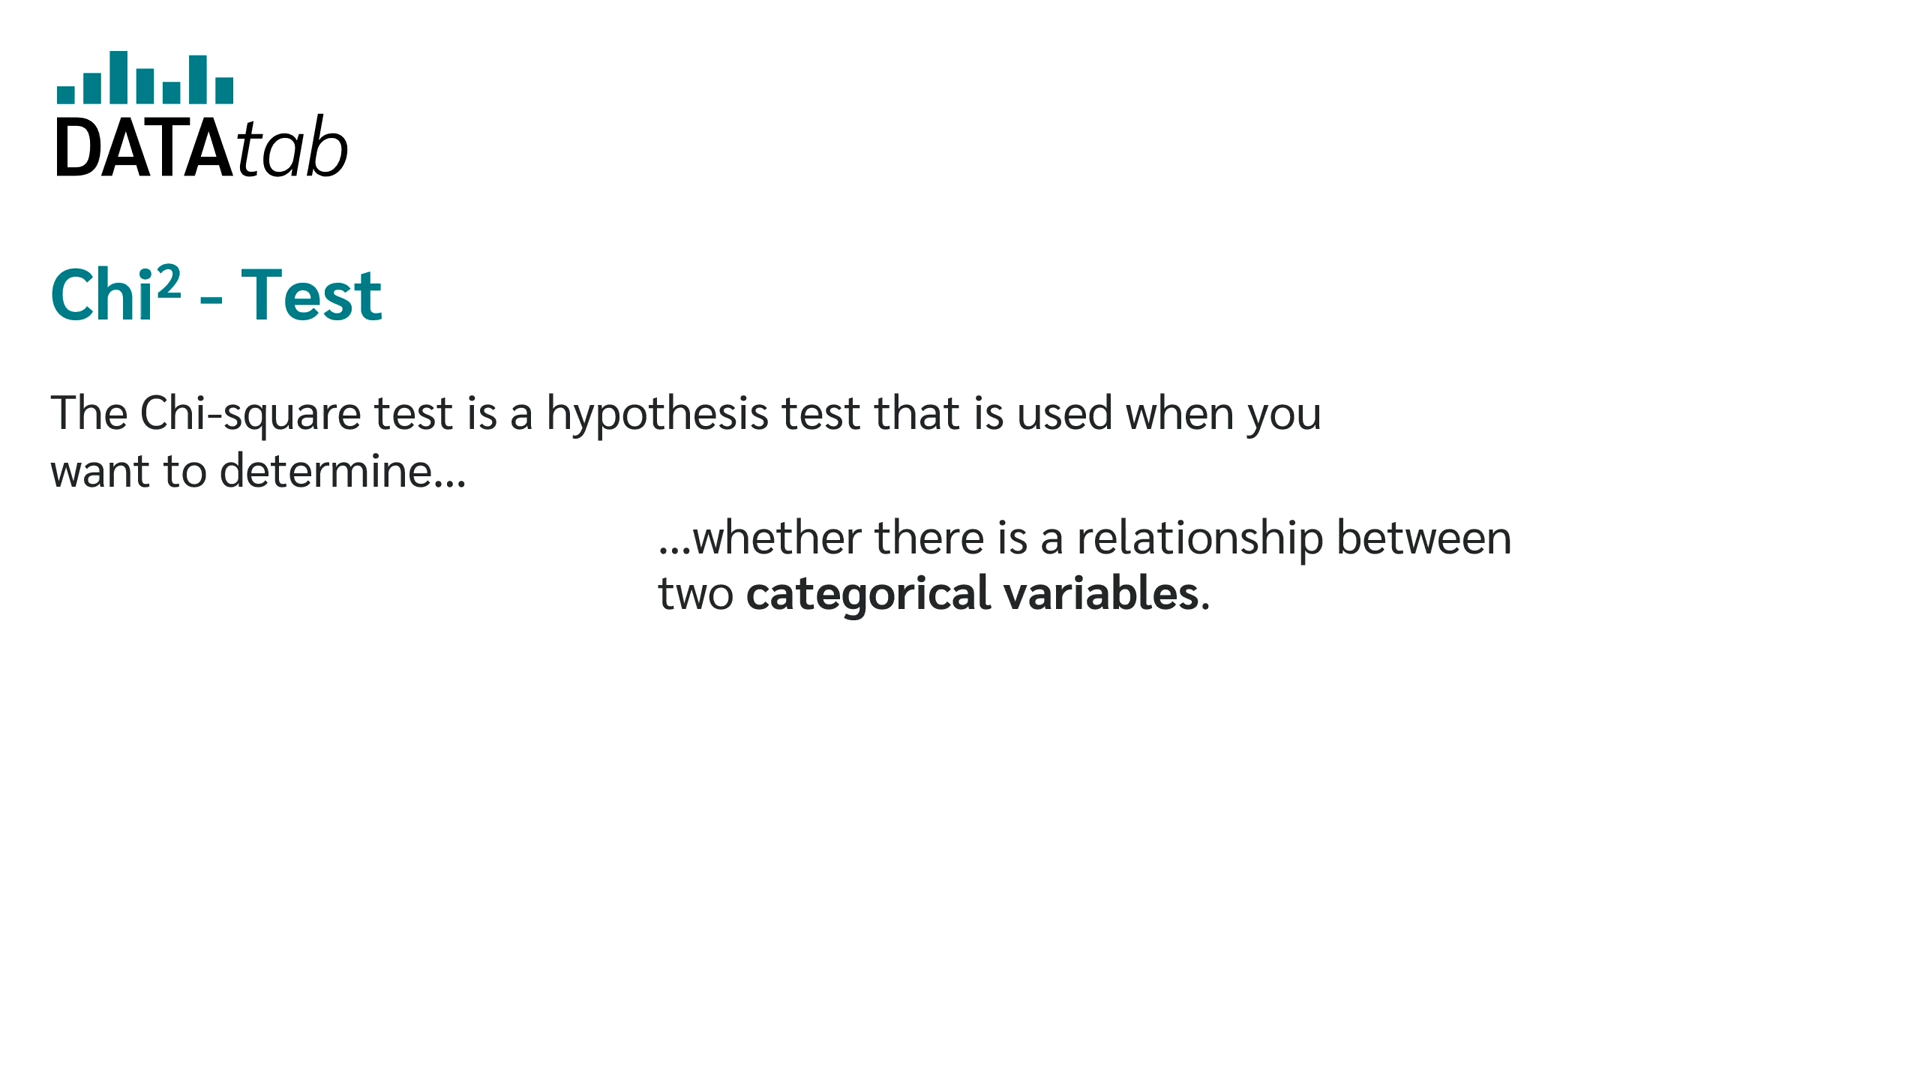 DATAtab
Chi² - Test
The Chi-square test is a hypothesis test that is used when you
want to determine...
...whether there is a relationship between
two categorical variables.